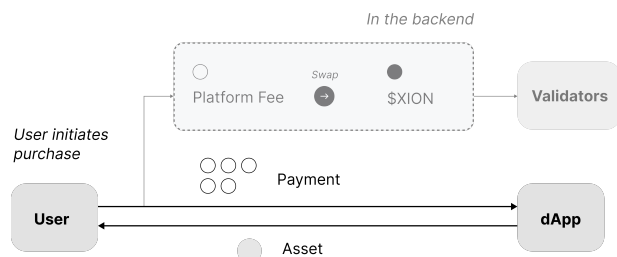 In the backend
Swap
Platform Fee
$XION
Validators
User initiates
purchase
Payment
User
dApp
Asset